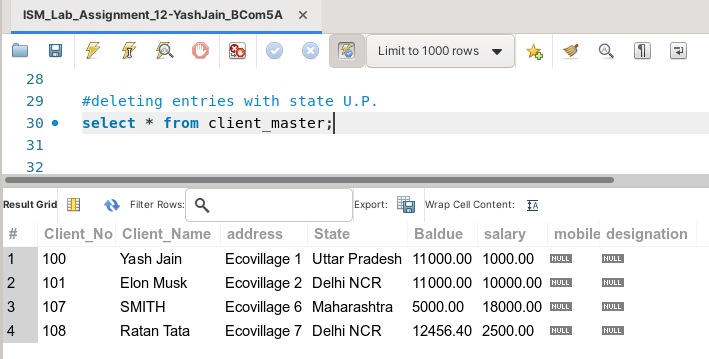 ISM_Lab_Assignment_12-YashJain_BCom5A ×
Limit to 1000 rows
28
29 #deleting entries with state U.P.
30 select * from client_master;
31
32
Result Grid Filter Rows: Export: Wrap Cell Content: IA
# Client_No Client_Name address State Baldue salary mobile designation
1 100 Yash Jain Ecovillage 1 Uttar Pradesh 11000.00 1000.00 NULL NULL
2 101 Elon Musk Ecovillage 2 Delhi NCR 11000.00 10000.00 NULL NULL
3 107 SMITH Ecovillage 6 Maharashtra 5000.00 18000.00 NULL NULL
4 108 Ratan Tata Ecovillage 7 Delhi NCR 12456.40 2500.00 NULL NULL